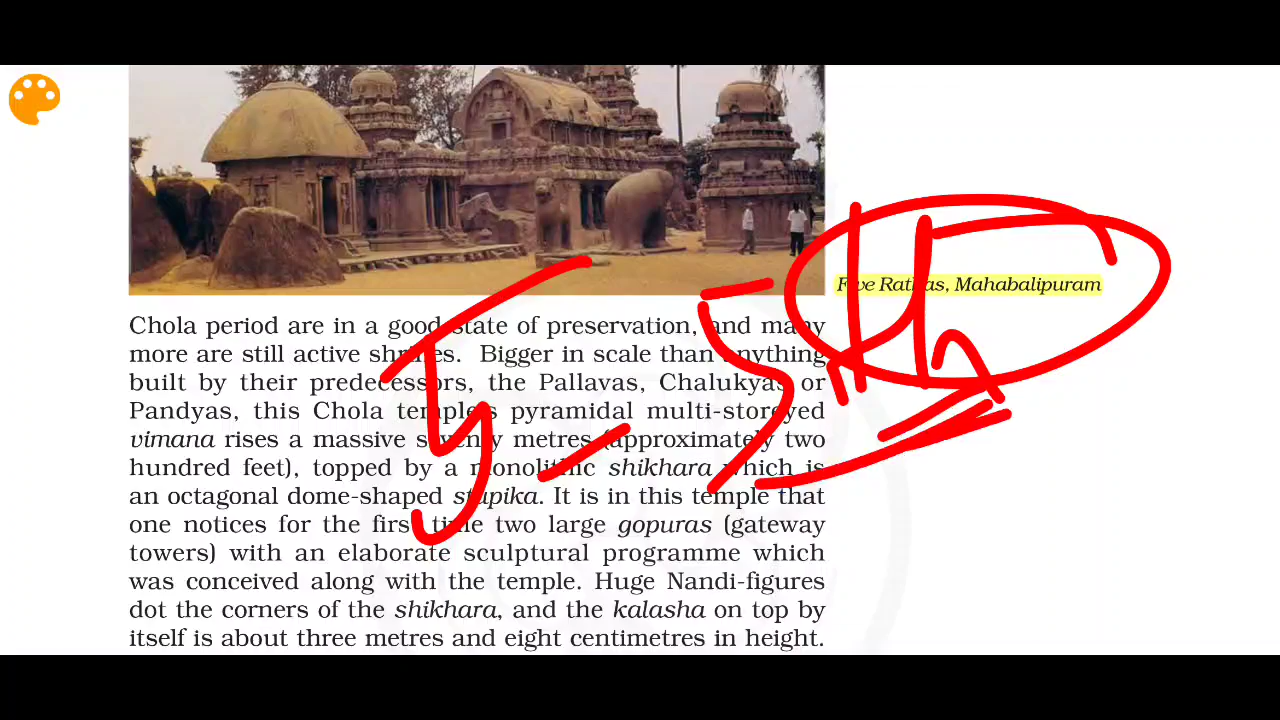 Five Rathas, Mahabalipuram
Chola period are in a good state of preservation, and many
more are still active shrines. Bigger in scale than anything
built by their predecessors, the Pallavas, Chalukyas or
Pandyas, this Chola temple's pyramidal multi-storeyed
vimana rises a massive seventy metres (approximately two
hundred feet), topped by a monolithic shikhara which is
an octagonal dome-shaped stupika. It is in this temple that
one notices for the first time two large gopuras (gateway
towers) with an elaborate sculptural programme which
was conceived along with the temple. Huge Nandi-figures
dot the corners of the shikhara, and the kalasha on top by
itself is about three metres and eight centimetres in height.